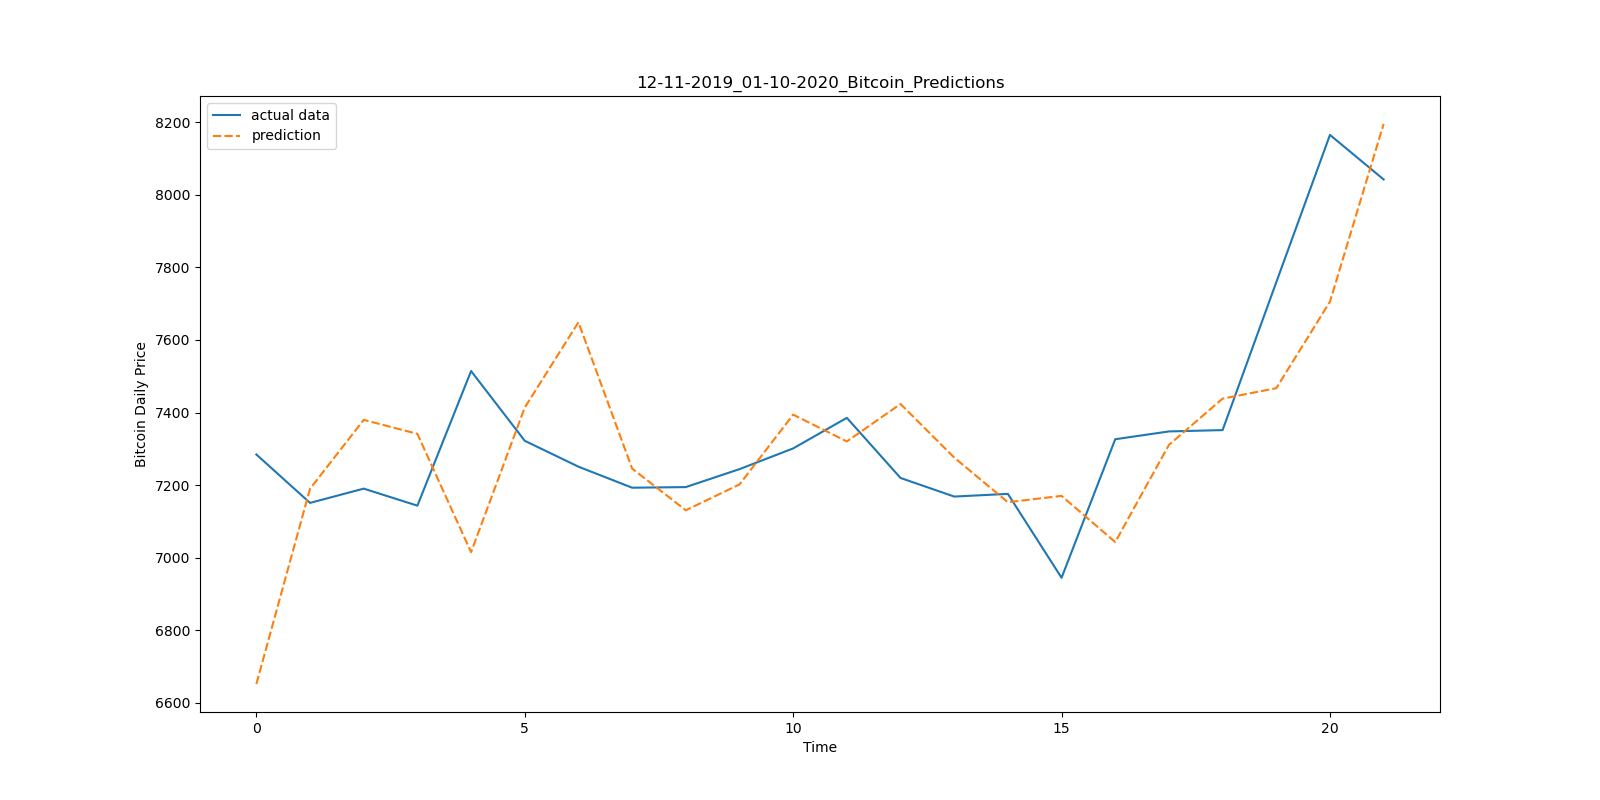 12-11-2019_01-10-2020_Bitcoin_Predictions
actual data
prediction
8200
8000
7800
7600
7400
7200
7000
6800
6600
Bitcoin Daily Price
0 5 10 15 20
Time